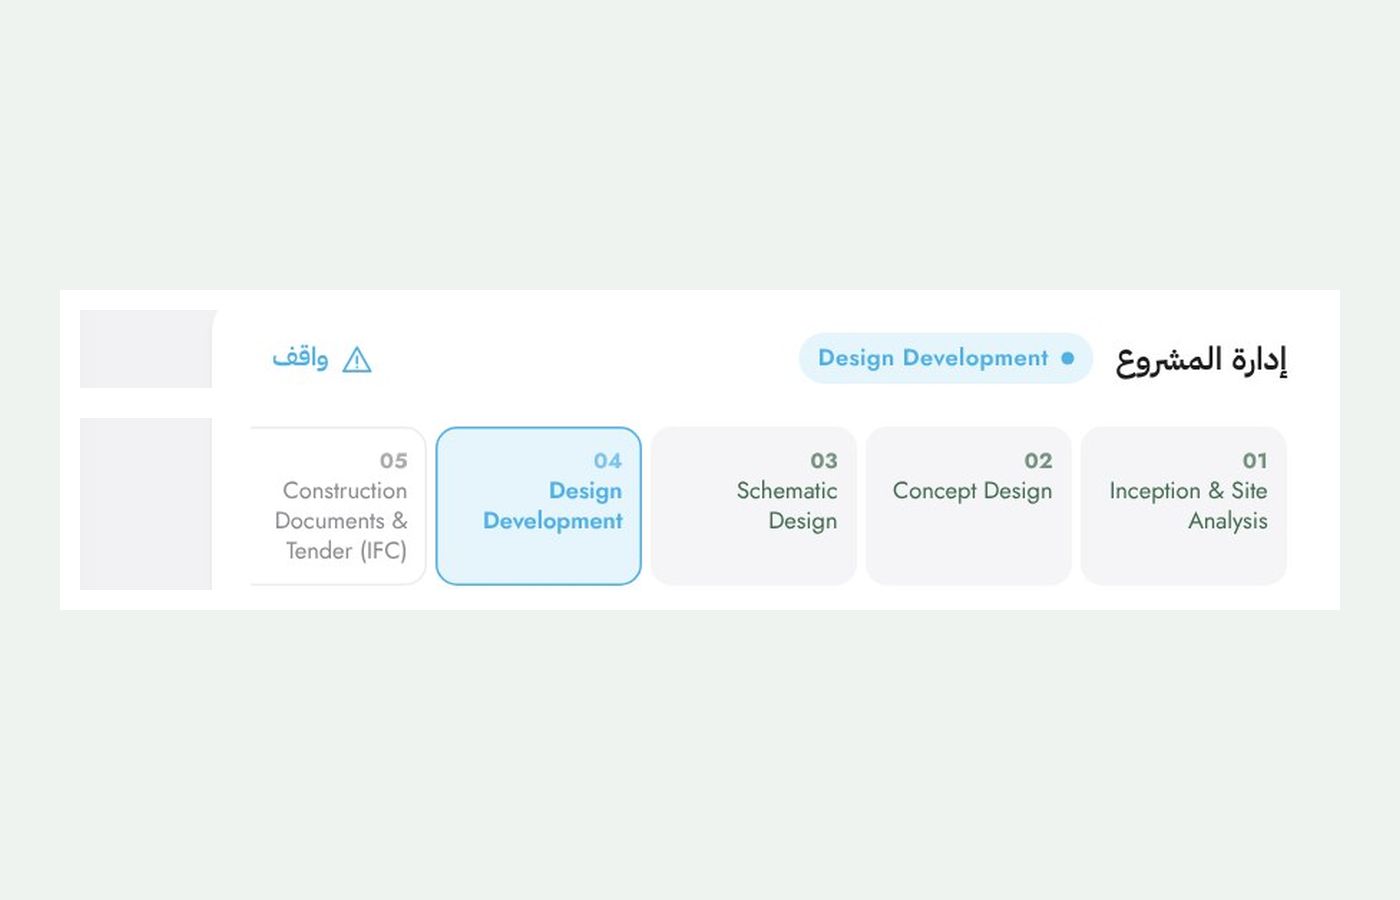 إدارة المشروع
Design Development
واقف
01
Inception & Site
Analysis
02
Concept Design
03
Schematic
Design
04
Design
Development
05
Construction
Documents &
Tender (IFC)